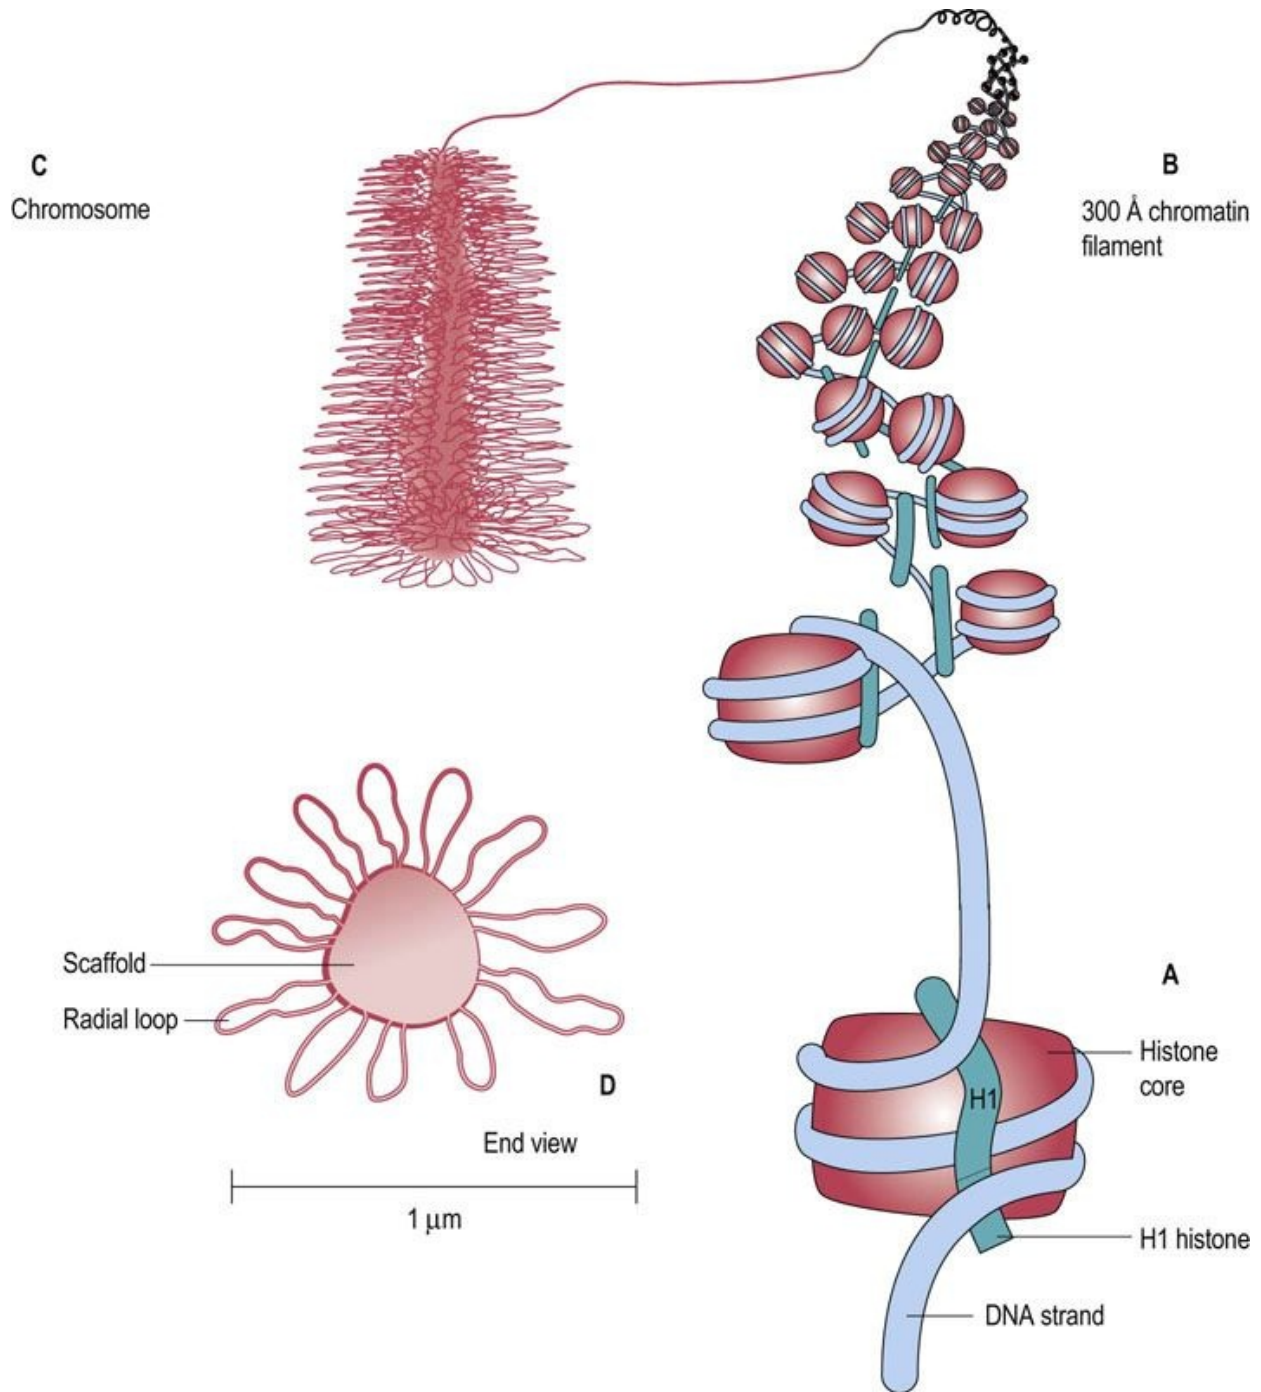 C
Chromosome
B
300 Å chromatin
filament
Scaffold
Radial loop
D
End view
1 μm
A
Histone
core
H1
H1 histone
DNA strand